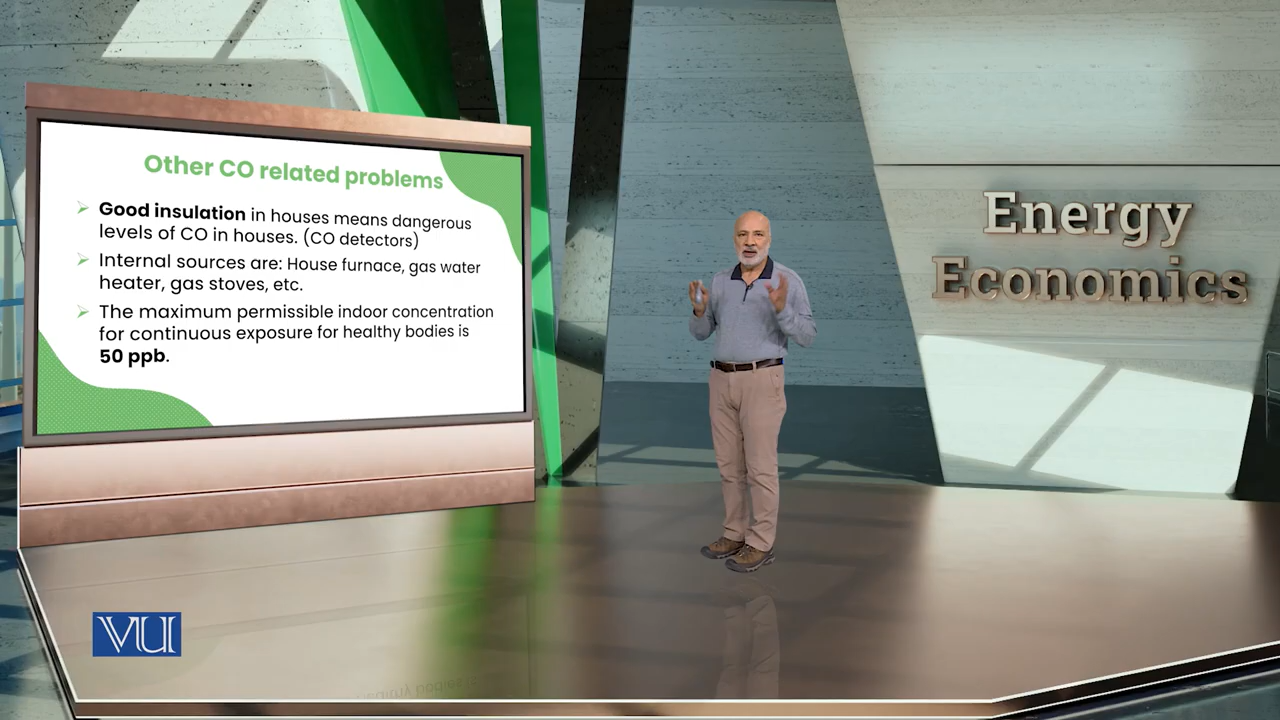 Other CO related problems
Good insulation in houses means dangerous
levels of CO in houses. (CO detectors)
Internal sources are: House furnace, gas water
heater, gas stoves, etc.
The maximum permissible indoor concentration
for continuous exposure for healthy bodies is
50 ppb.
Energy
Economics
VU